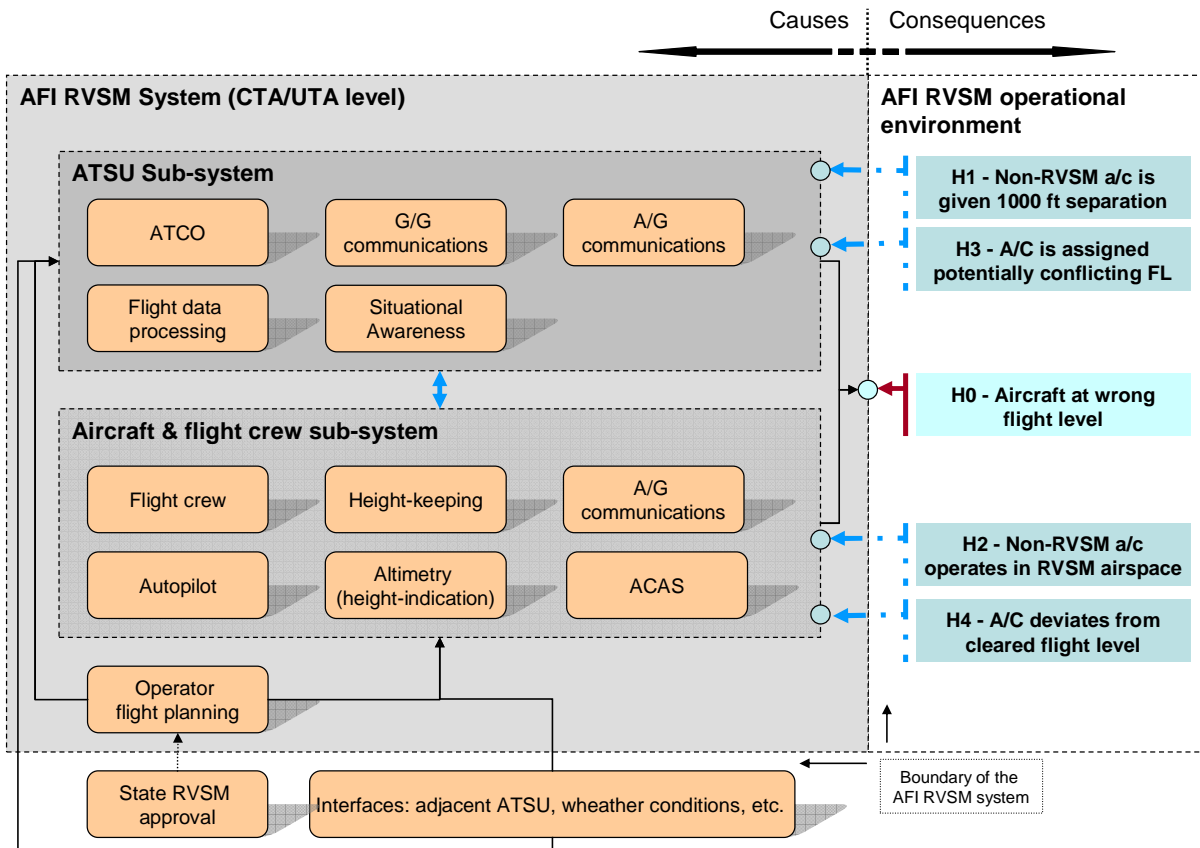 Causes
Consequences
AFI RVSM System (CTA/UTA level)
AFI RVSM operational
environment
ATSU Sub-system
ATCO
G/G
communications
A/G
communications
Flight data
processing
Situational
Awareness
H1 - Non-RVSM a/c is
given 1000 ft separation
H3 – A/C is assigned
potentially conflicting FL
H0 - Aircraft at wrong
flight level
Aircraft & flight crew sub-system
Flight crew
Height-keeping
A/G
communications
Autopilot
Altimetry
(height-indication)
ACAS
H2 - Non-RVSM a/c
operates in RVSM airspace
H4 - A/C deviates from
cleared flight level
Operator
flight planning
State RVSM
approval
Interfaces: adjacent ATSU, wheather conditions, etc.
Boundary of the
AFI RVSM system